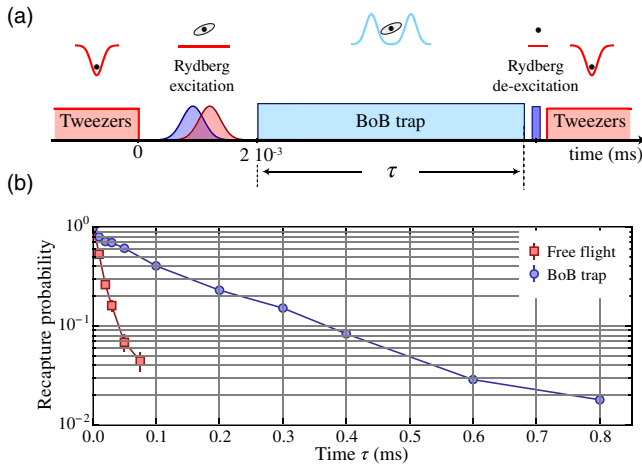 (a)
Rydberg
excitation
Rydberg
de-excitation
Tweezers
BoB trap
Tweezers
0
2 10⁻³
time (ms)
τ
(b)
Recapture probability
10⁰
10⁻¹
10⁻²
Free flight
BoB trap
0.0 0.1 0.2 0.3 0.4 0.5 0.6 0.7 0.8
Time τ (ms)